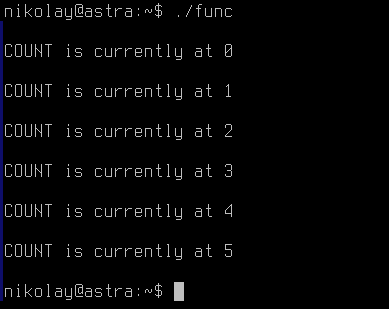 nikolay@astra:~$ ./func
COUNT is currently at 0
COUNT is currently at 1
COUNT is currently at 2
COUNT is currently at 3
COUNT is currently at 4
COUNT is currently at 5
nikolay@astra:~$